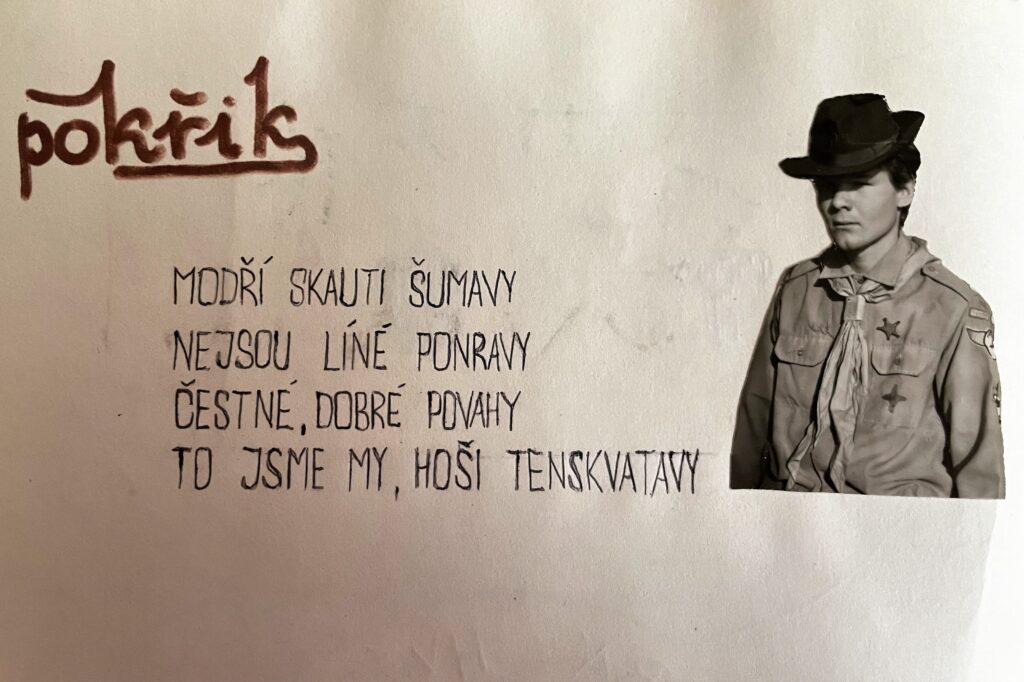 pokřik
MODŘÍ SKAUTI ŠUMAVY
NEJSOU LÍNÉ PONRAVY
ČESTNÉ, DOBRÉ POVAHY
TO JSME MY, HOŠI TENSKVATAVY